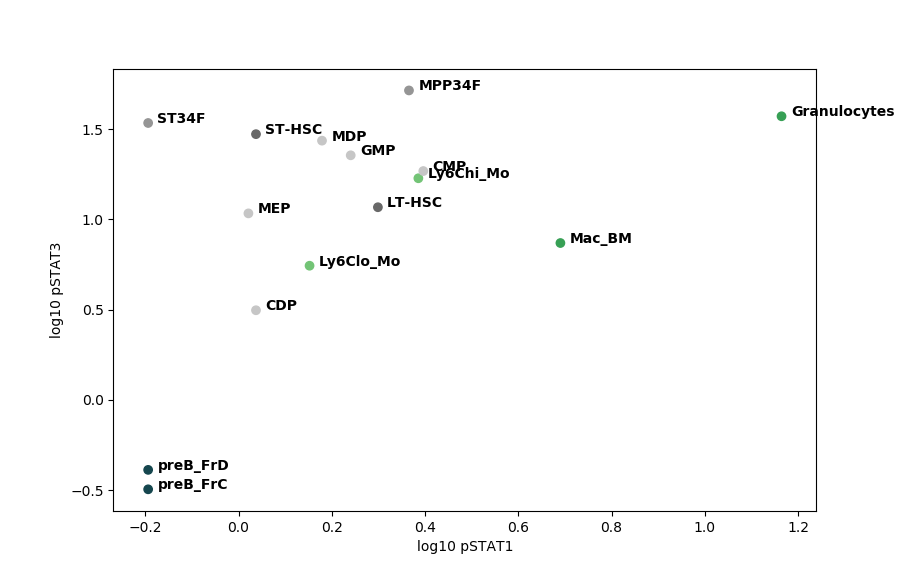 MPP34F
Granulocytes
ST34F
ST-HSC
MDP
GMP
CMP
Ly6Chi_Mo
LT-HSC
MEP
Mac_BM
Ly6Clo_Mo
CDP
preB_FrD
preB_FrC
1.5
1.0
0.5
0.0
−0.5
log10 pSTAT3
−0.2 0.0 0.2 0.4 0.6 0.8 1.0 1.2
log10 pSTAT1